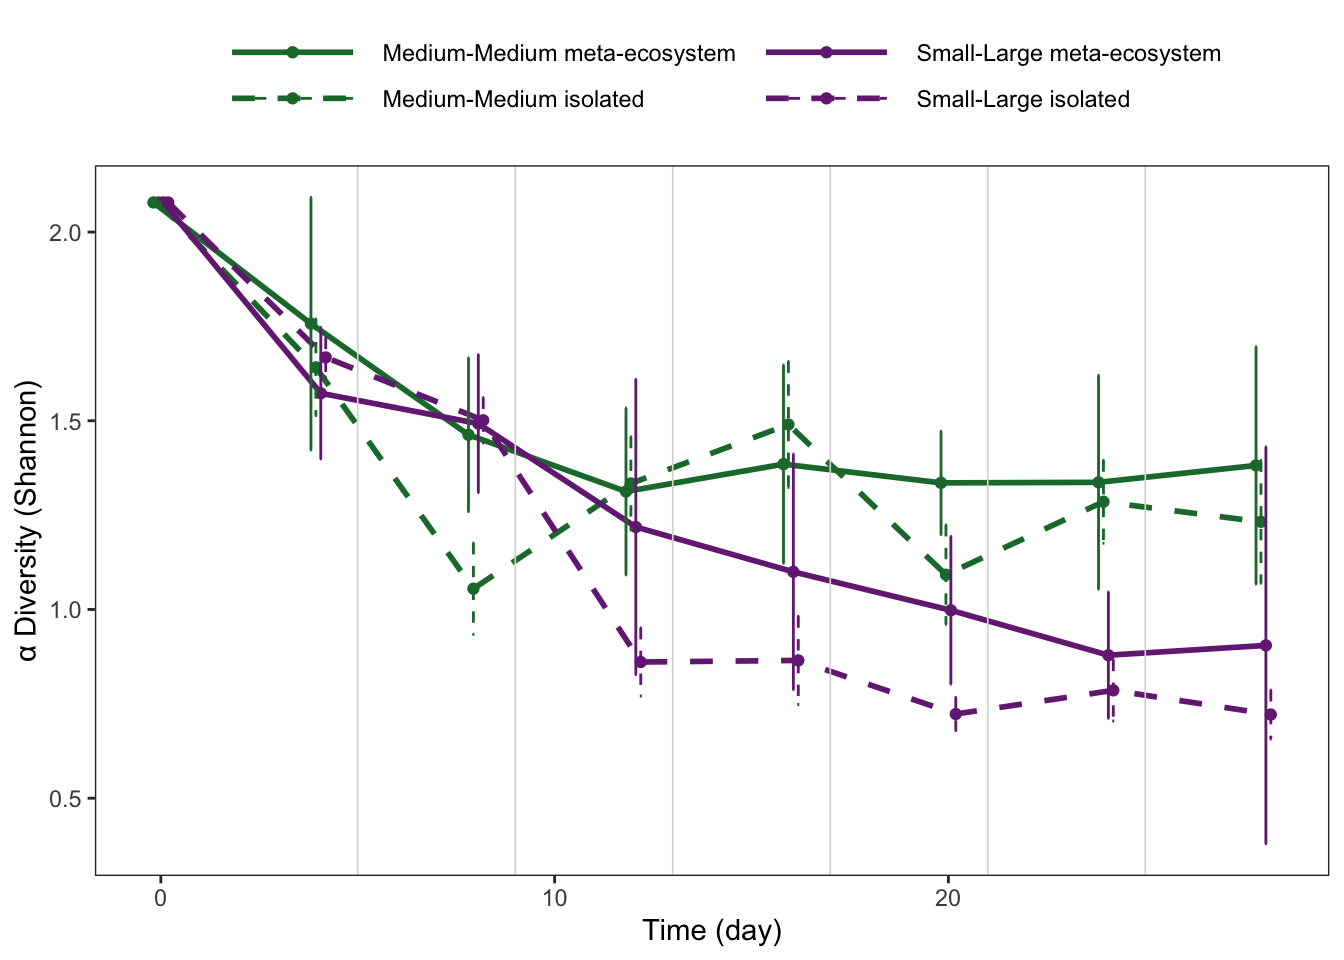 Medium-Medium meta-ecosystem Small-Large meta-ecosystem
Medium-Medium isolated Small-Large isolated
α Diversity (Shannon)
2.0
1.5
1.0
0.5
0 10 20
Time (day)